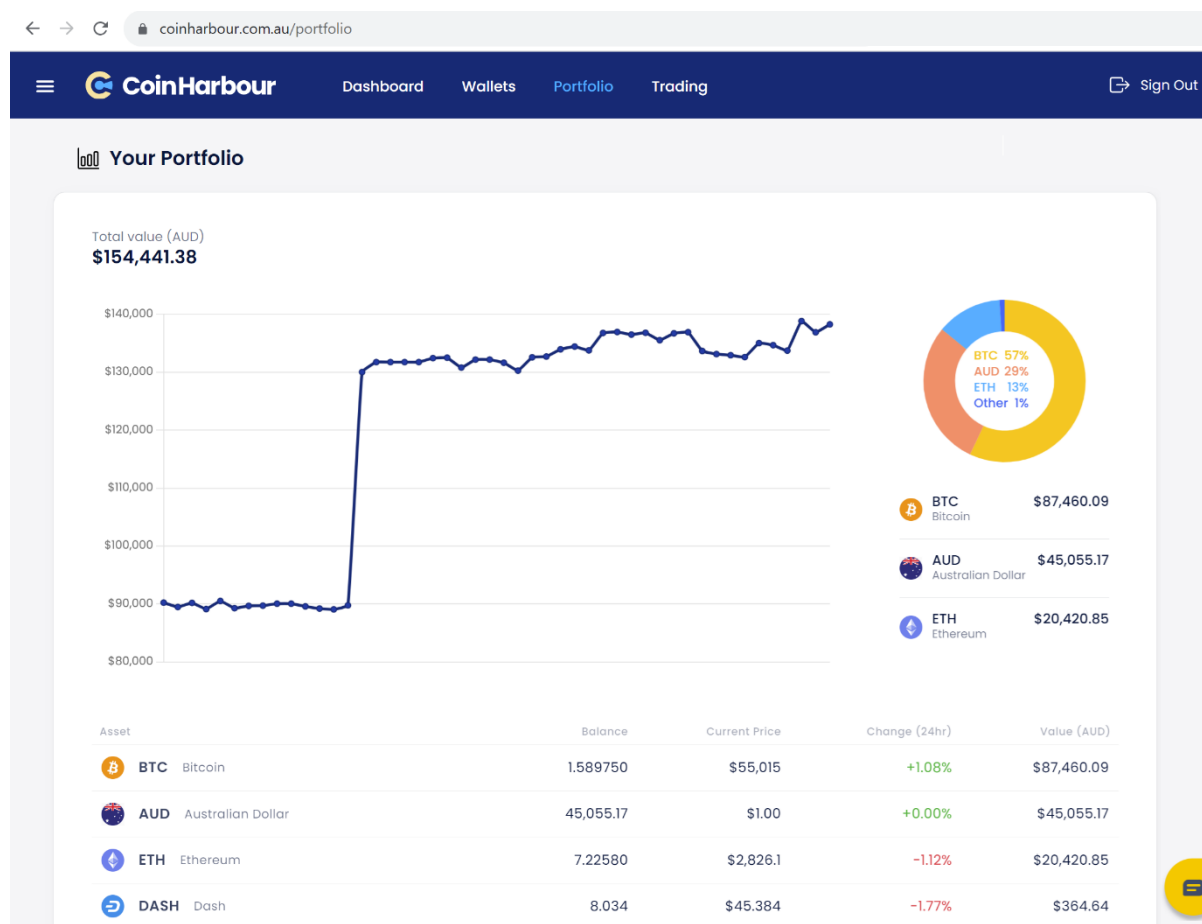 coinharbour.com.au/portfolio
CoinHarbour Dashboard Wallets Portfolio Trading Sign Out
Your Portfolio
Total value (AUD)
$154,441.38
$140,000
$130,000
$120,000
$110,000
$100,000
$90,000
$80,000
BTC 57%
AUD 29%
ETH 13%
Other 1%
BTC $87,460.09
Bitcoin
AUD $45,055.17
Australian Dollar
ETH $20,420.85
Ethereum
Asset Balance Current Price Change (24hr) Value (AUD)
BTC Bitcoin 1.589750 $55,015 +1.08% $87,460.09
AUD Australian Dollar 45,055.17 $1.00 +0.00% $45,055.17
ETH Ethereum 7.22580 $2,826.1 -1.12% $20,420.85
DASH Dash 8.034 $45.384 -1.77% $364.64